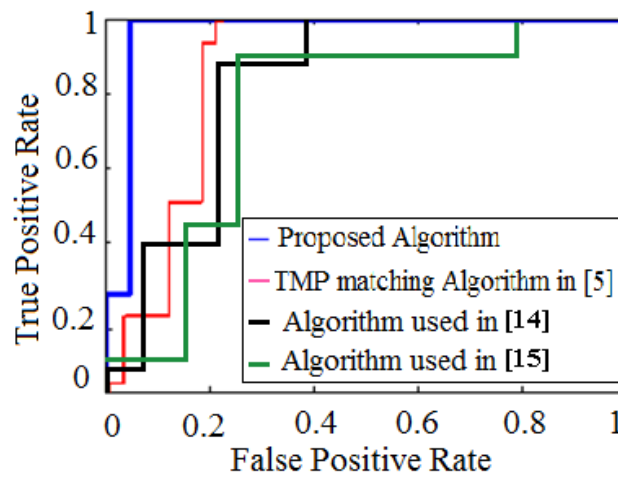 1
0.8
0.6
0.4
0.2
0
True Positive Rate
Proposed Algorithm
TMP matching Algorithm in [5]
Algorithm used in [14]
Algorithm used in [15]
0 0.2 0.4 0.6 0.8 1
False Positive Rate